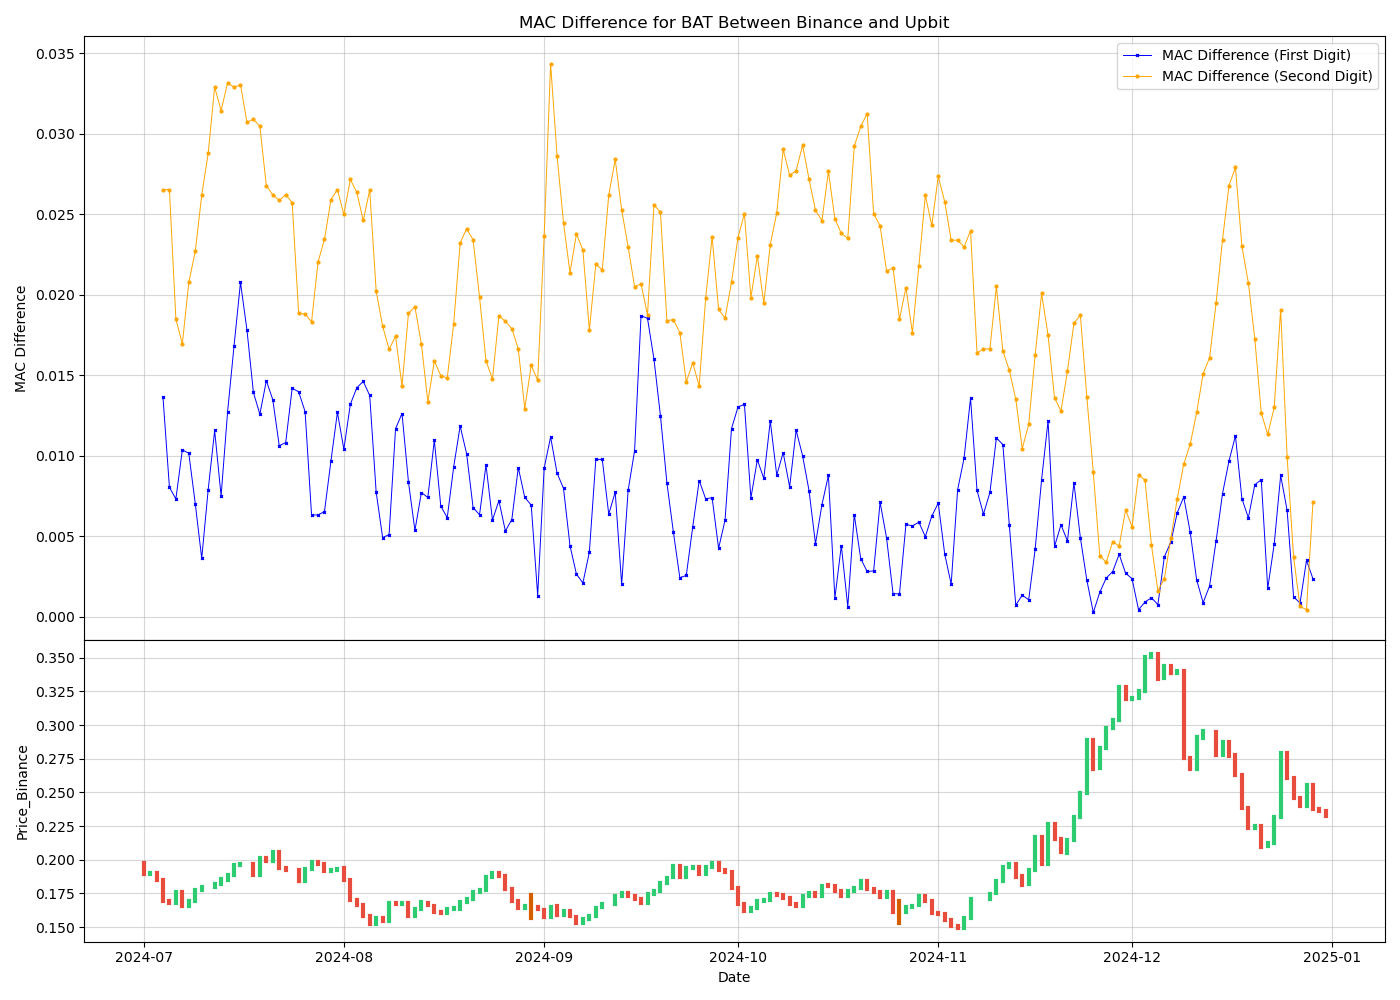 MAC Difference for BAT Between Binance and Upbit
MAC Difference (First Digit)
MAC Difference (Second Digit)
MAC Difference
0.035
0.030
0.025
0.020
0.015
0.010
0.005
0.000
Price_Binance
0.350
0.325
0.300
0.275
0.250
0.225
0.200
0.175
0.150
2024-07 2024-08 2024-09 2024-10 2024-11 2024-12 2025-01
Date